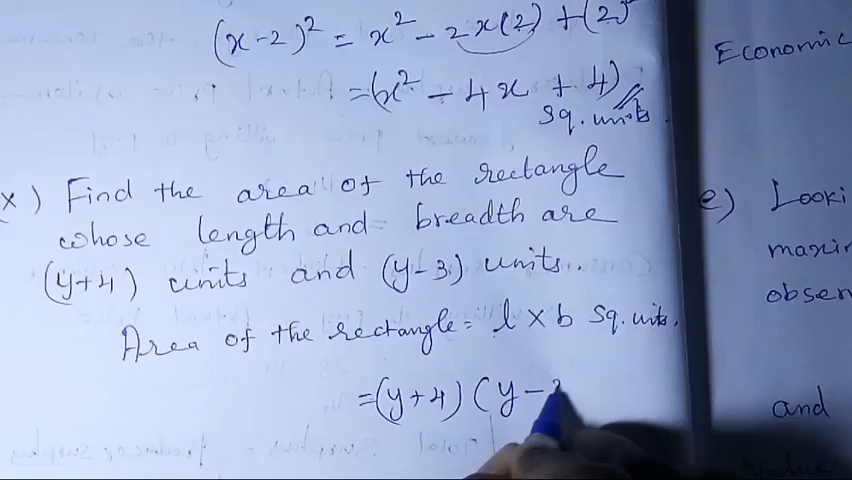 (x-2)² = x² - 2x(2) + (2)²
= (x² - 4x + 4)
sq. units
x) Find the area of the rectangle
whose length and breadth are
(y+4) units and (y-3) units.
Area of the rectangle = l × b sq. units.
= (y+4) (y-
Economic
e) Looki
maxim
obser
and
Value